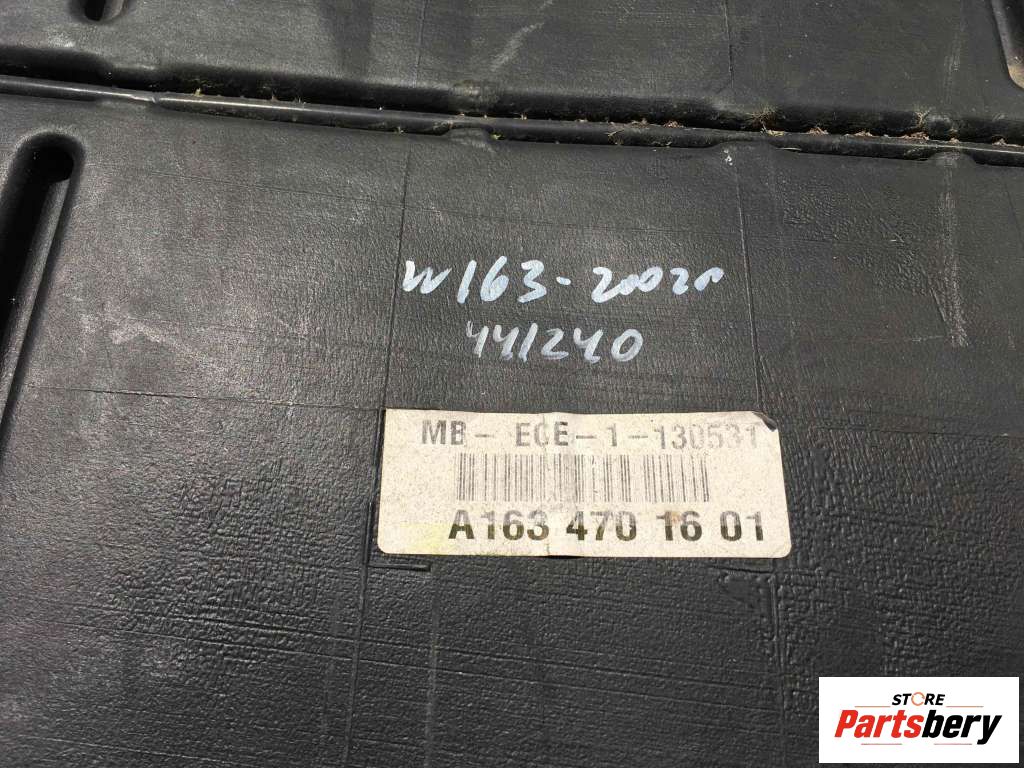 W163-2002г
441240
MB- ECE-1-130531
A163 470 16 01
STORE
Partsbery